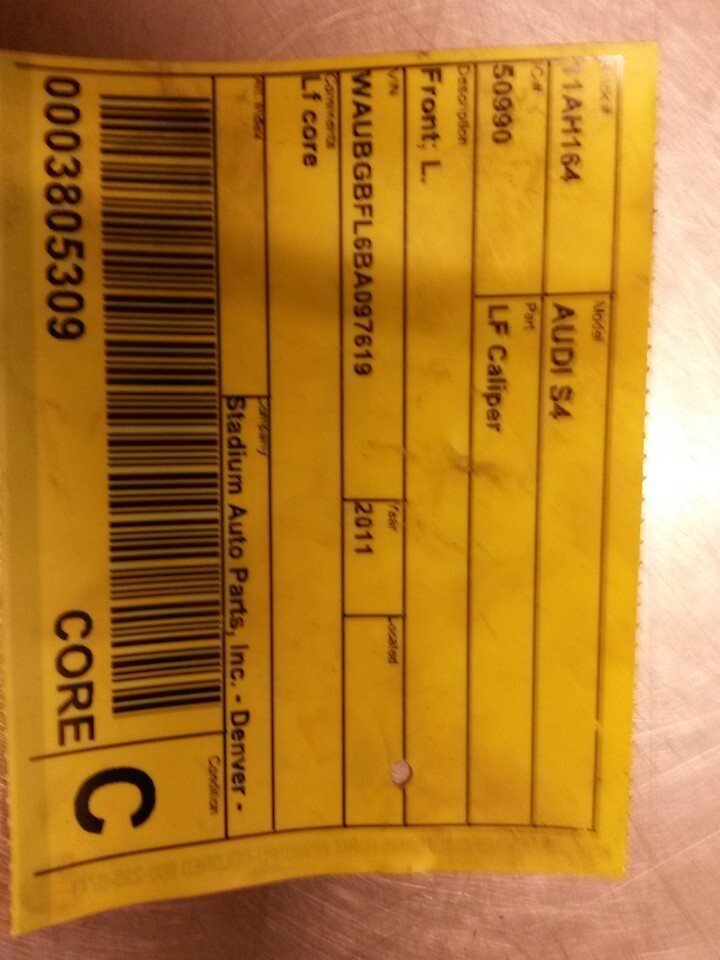 Stock#
Model
11AH164
AUDI S4
IC#
Part
50990
LF Caliper
Description
Front; L.
VIN
Year
Located
WAUBGBFL6BA097619
2011
Comments
Lf core
Company
Stadium Auto Parts, Inc. - Denver -
Condition
0003805309
CORE
C